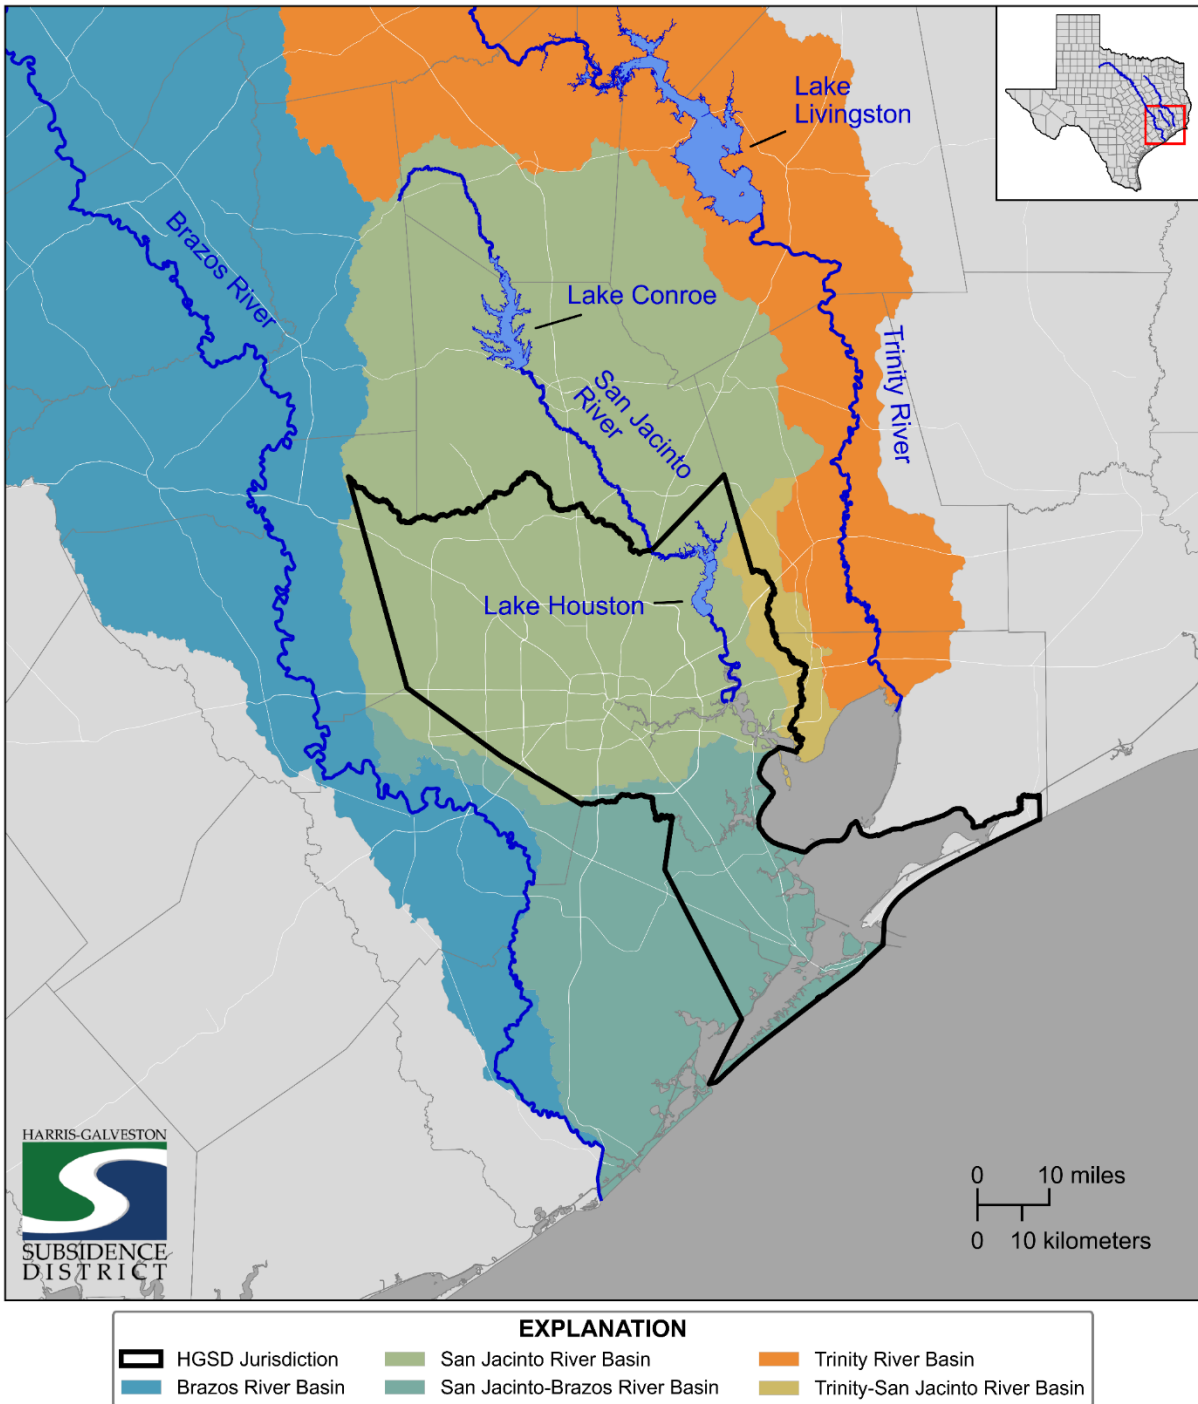 Lake
Livingston
Brazos River
Lake Conroe
San Jacinto
River
Trinity River
Lake Houston
HARRIS-GALVESTON
SUBSIDENCE
DISTRICT
0 10 miles
0 10 kilometers
EXPLANATION
HGSD Jurisdiction
San Jacinto River Basin
Trinity River Basin
Brazos River Basin
San Jacinto-Brazos River Basin
Trinity-San Jacinto River Basin